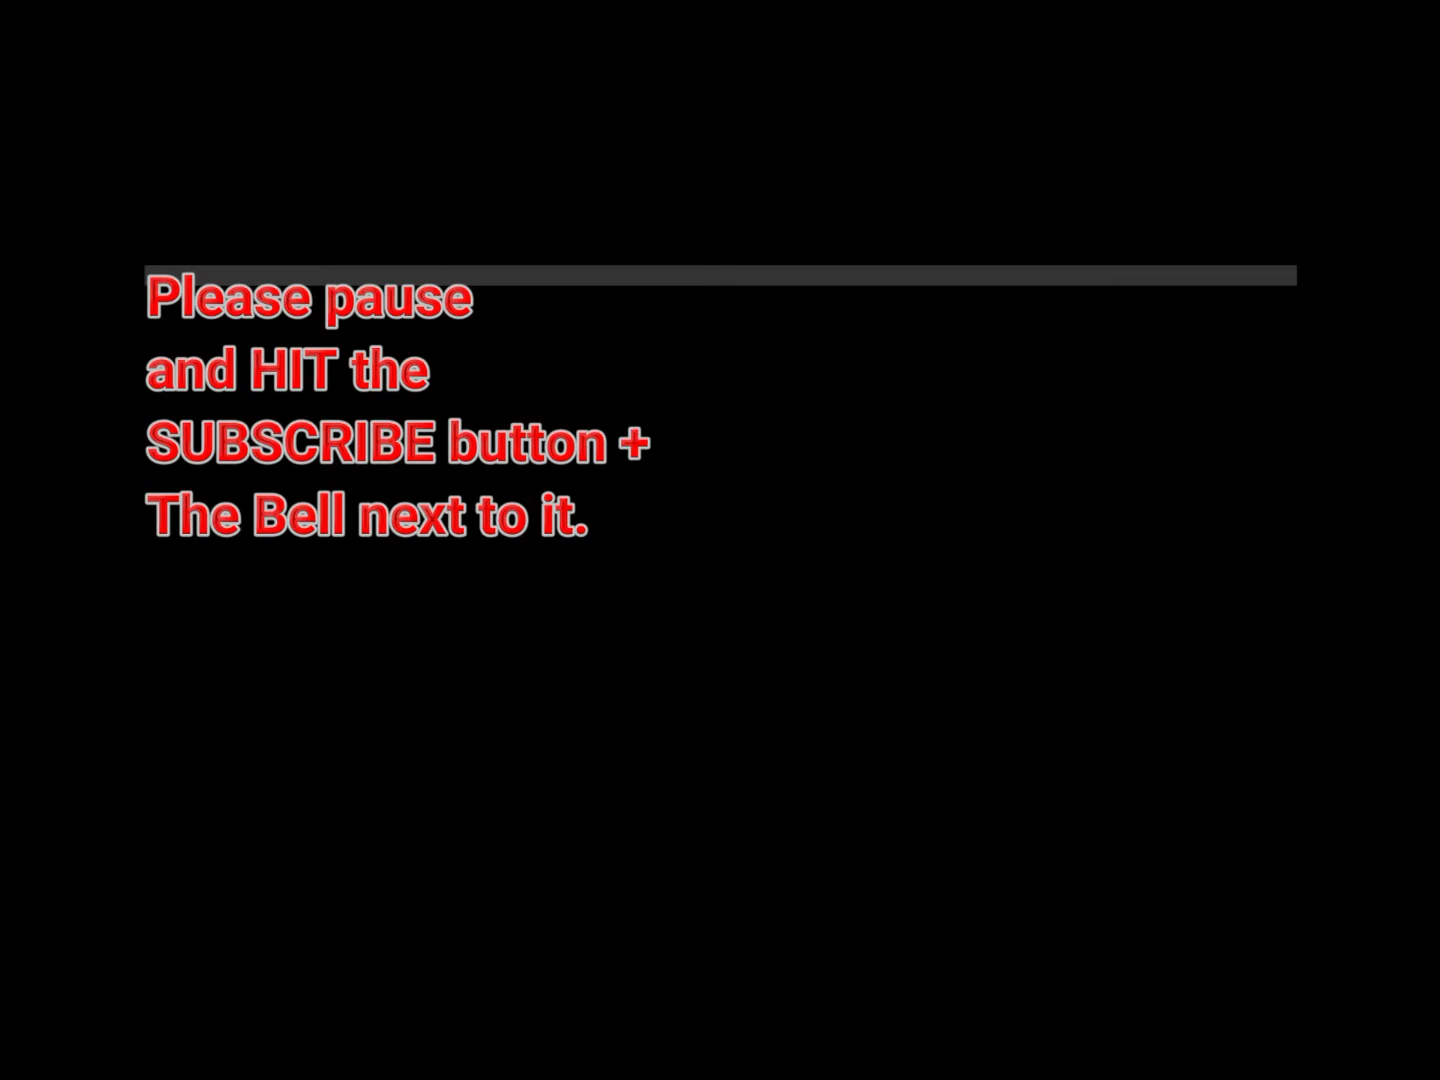 Please pause
and HIT the
SUBSCRIBE button +
The Bell next to it.